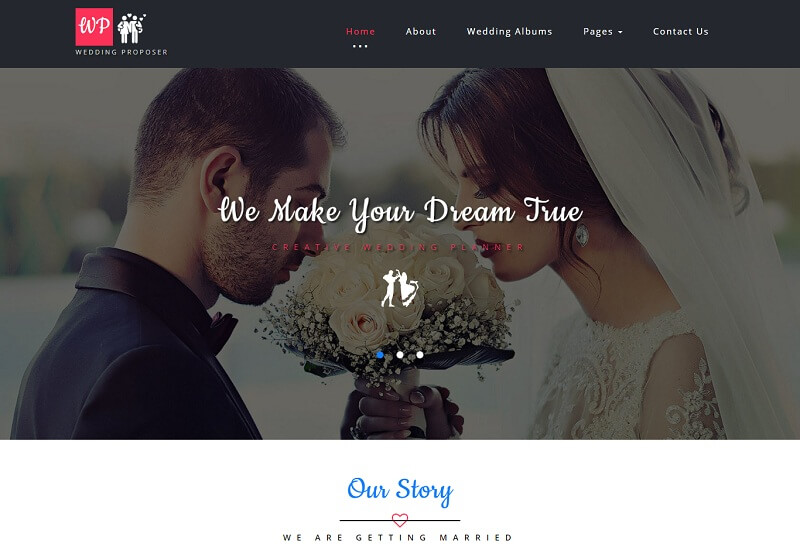 WP
WEDDING PROPOSER
Home
About
Wedding Albums
Pages
Contact Us
We Make Your Dream True
CREATIVE WEDDING PLANNER
Our Story
WE ARE GETTING MARRIED